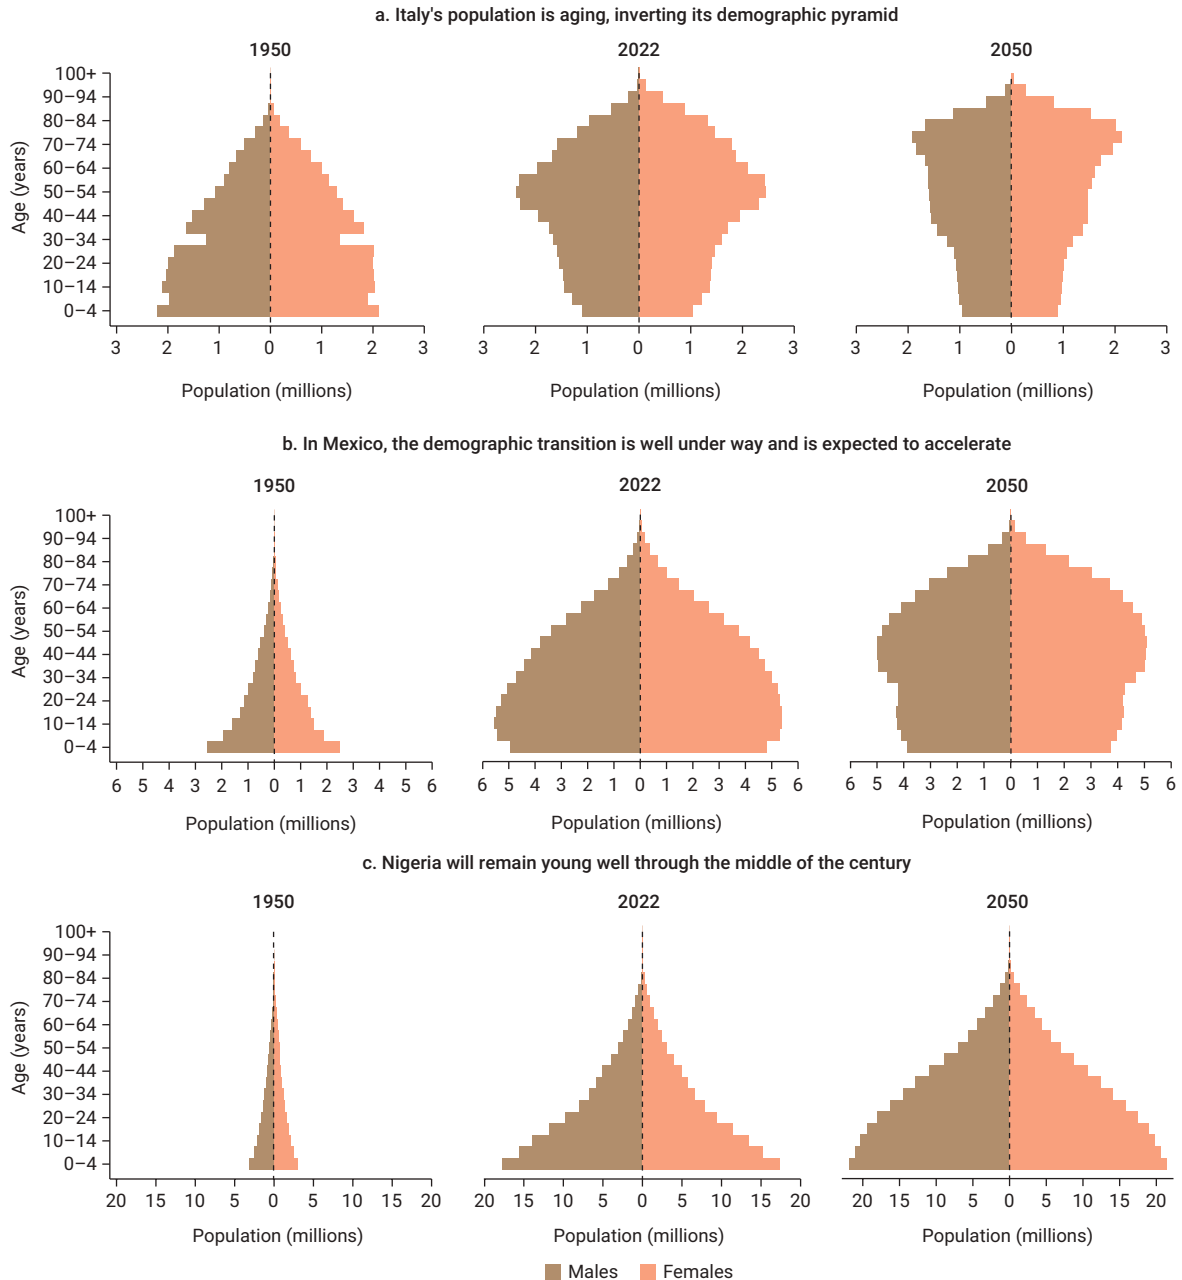 a. Italy's population is aging, inverting its demographic pyramid
1950
2022
2050
Age (years)
100+
90–94
80–84
70–74
60–64
50–54
40–44
30–34
20–24
10–14
0–4
3 2 1 0 1 2 3
3 2 1 0 1 2 3
3 2 1 0 1 2 3
Population (millions)
Population (millions)
Population (millions)
b. In Mexico, the demographic transition is well under way and is expected to accelerate
1950
2022
2050
Age (years)
100+
90–94
80–84
70–74
60–64
50–54
40–44
30–34
20–24
10–14
0–4
6 5 4 3 2 1 0 1 2 3 4 5 6
6 5 4 3 2 1 0 1 2 3 4 5 6
6 5 4 3 2 1 0 1 2 3 4 5 6
Population (millions)
Population (millions)
Population (millions)
c. Nigeria will remain young well through the middle of the century
1950
2022
2050
Age (years)
100+
90–94
80–84
70–74
60–64
50–54
40–44
30–34
20–24
10–14
0–4
20 15 10 5 0 5 10 15 20
20 15 10 5 0 5 10 15 20
20 15 10 5 0 5 10 15 20
Population (millions)
Population (millions)
Population (millions)
Males
Females